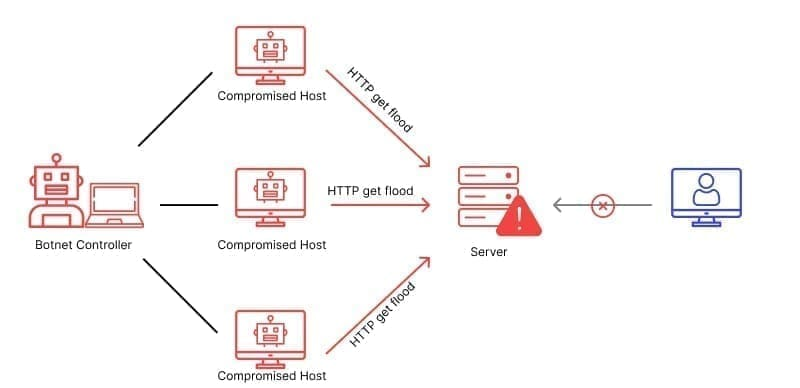 Compromised Host
HTTP get flood
Botnet Controller
Compromised Host
HTTP get flood
Server
Compromised Host
HTTP get flood